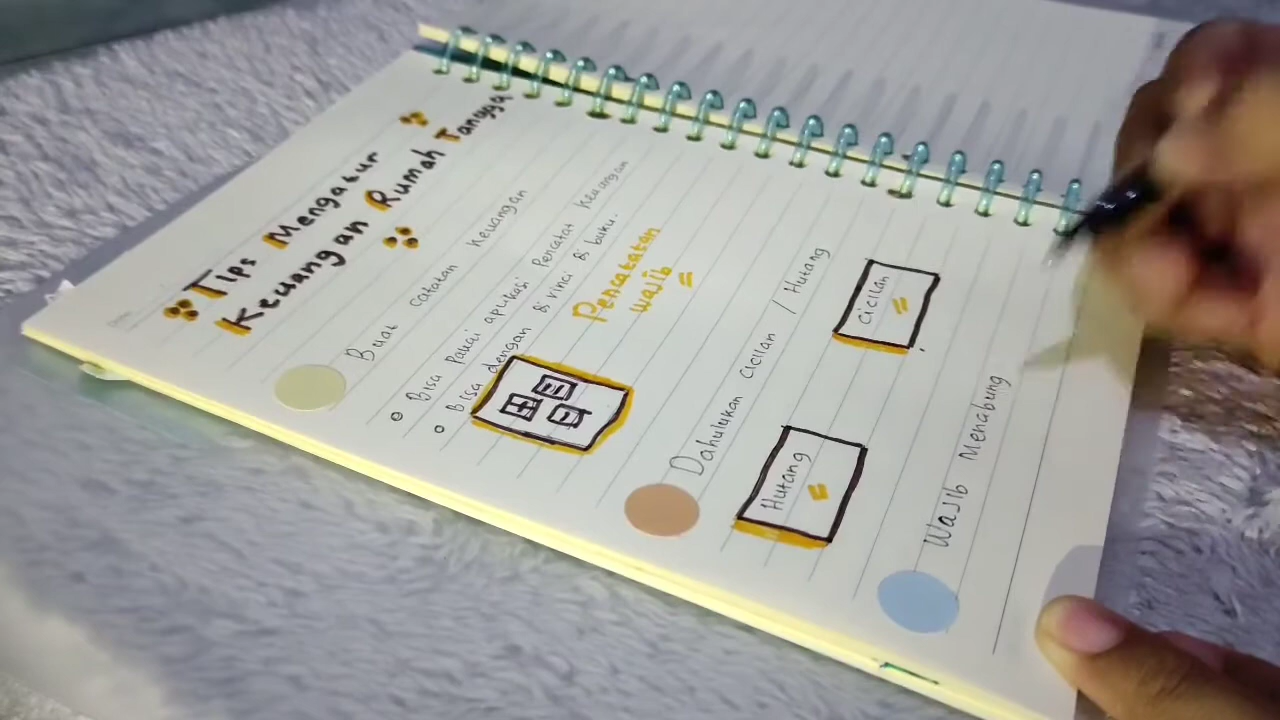 Tips Mengatur
Keuangan Rumah Tangga
Buat catatan keuangan
Bisa Pakai aplikasi Pencatat keuangan
Bisa dengan di rinci di buku.
Pencatatan
wajib
Dahulukan cicilan / Hutang
Hutang
cicilan
Wajib Menabung